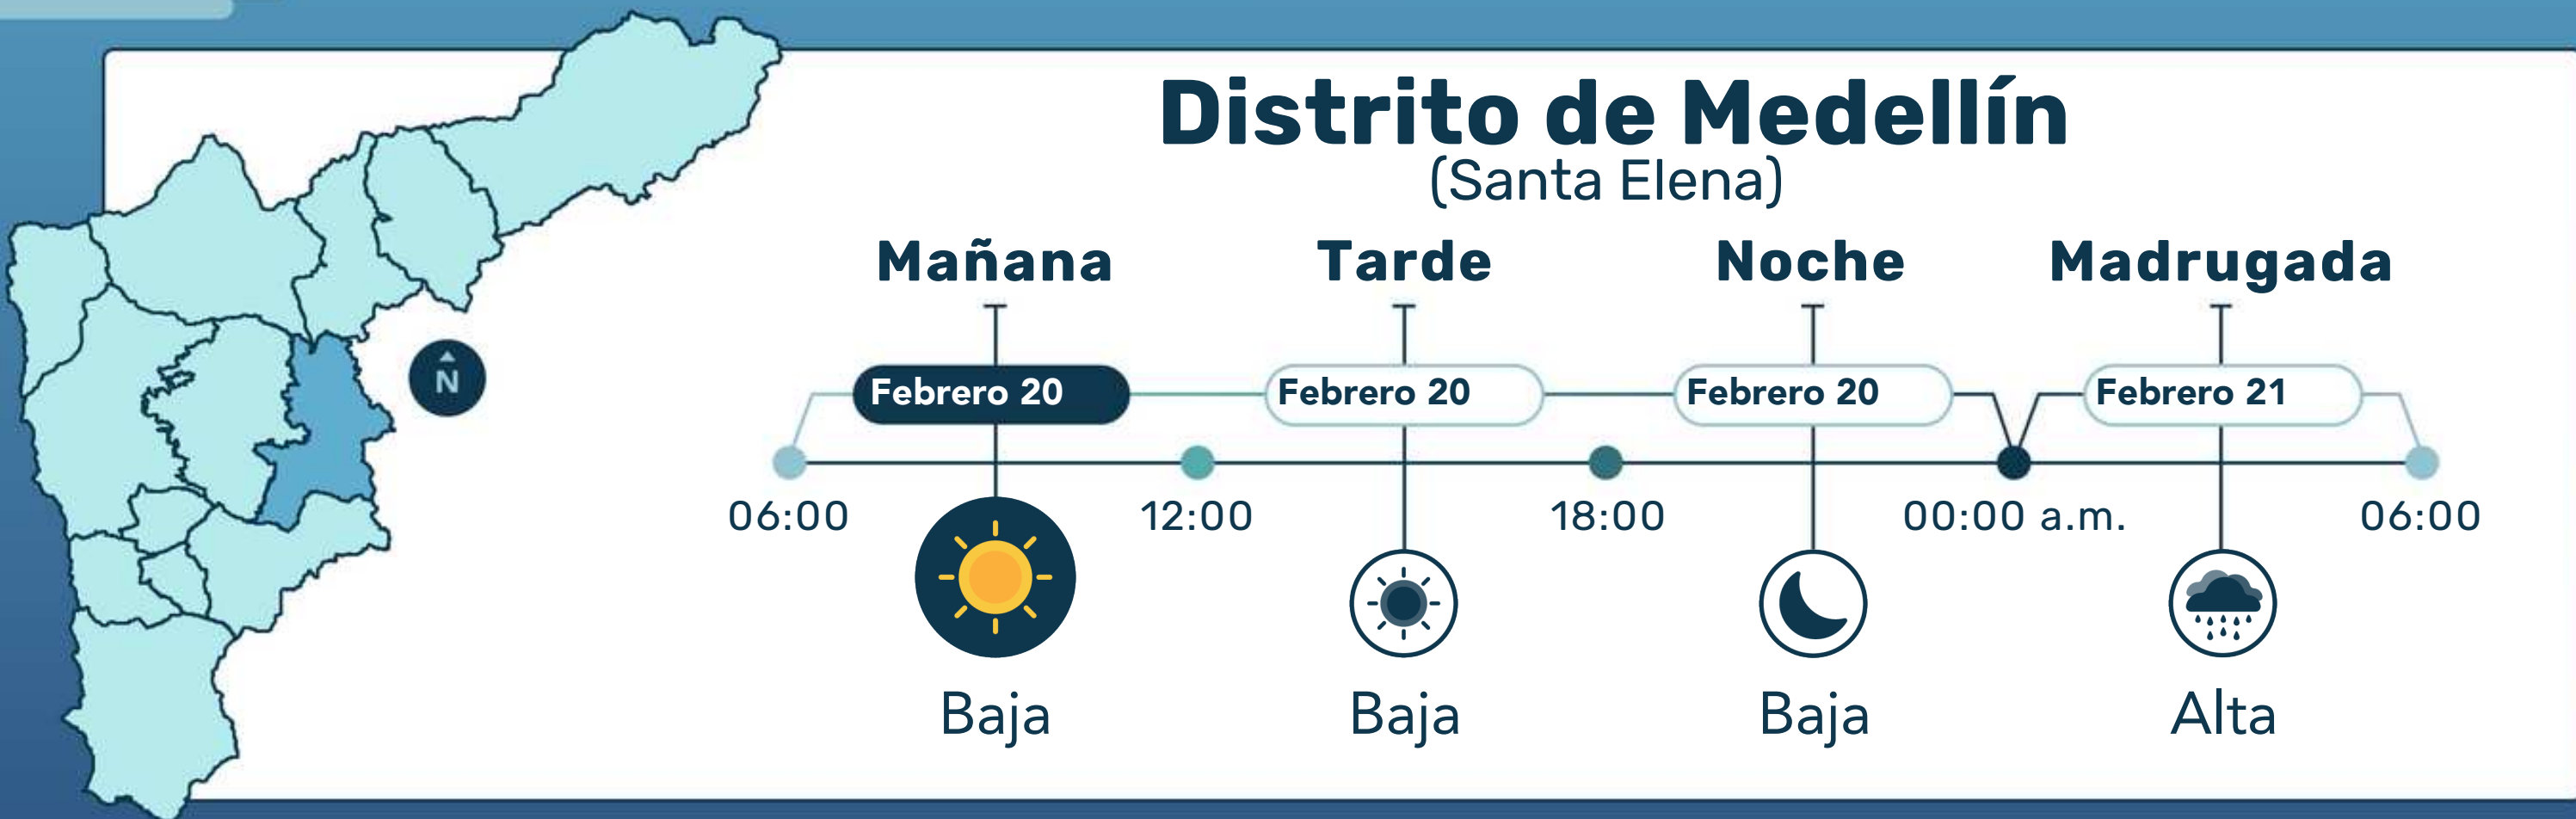 Distrito de Medellín
(Santa Elena)
Mañana Tarde Noche Madrugada
Febrero 20 Febrero 20 Febrero 20 Febrero 21
N
06:00 12:00 18:00 00:00 a.m. 06:00
Baja Baja Baja Alta